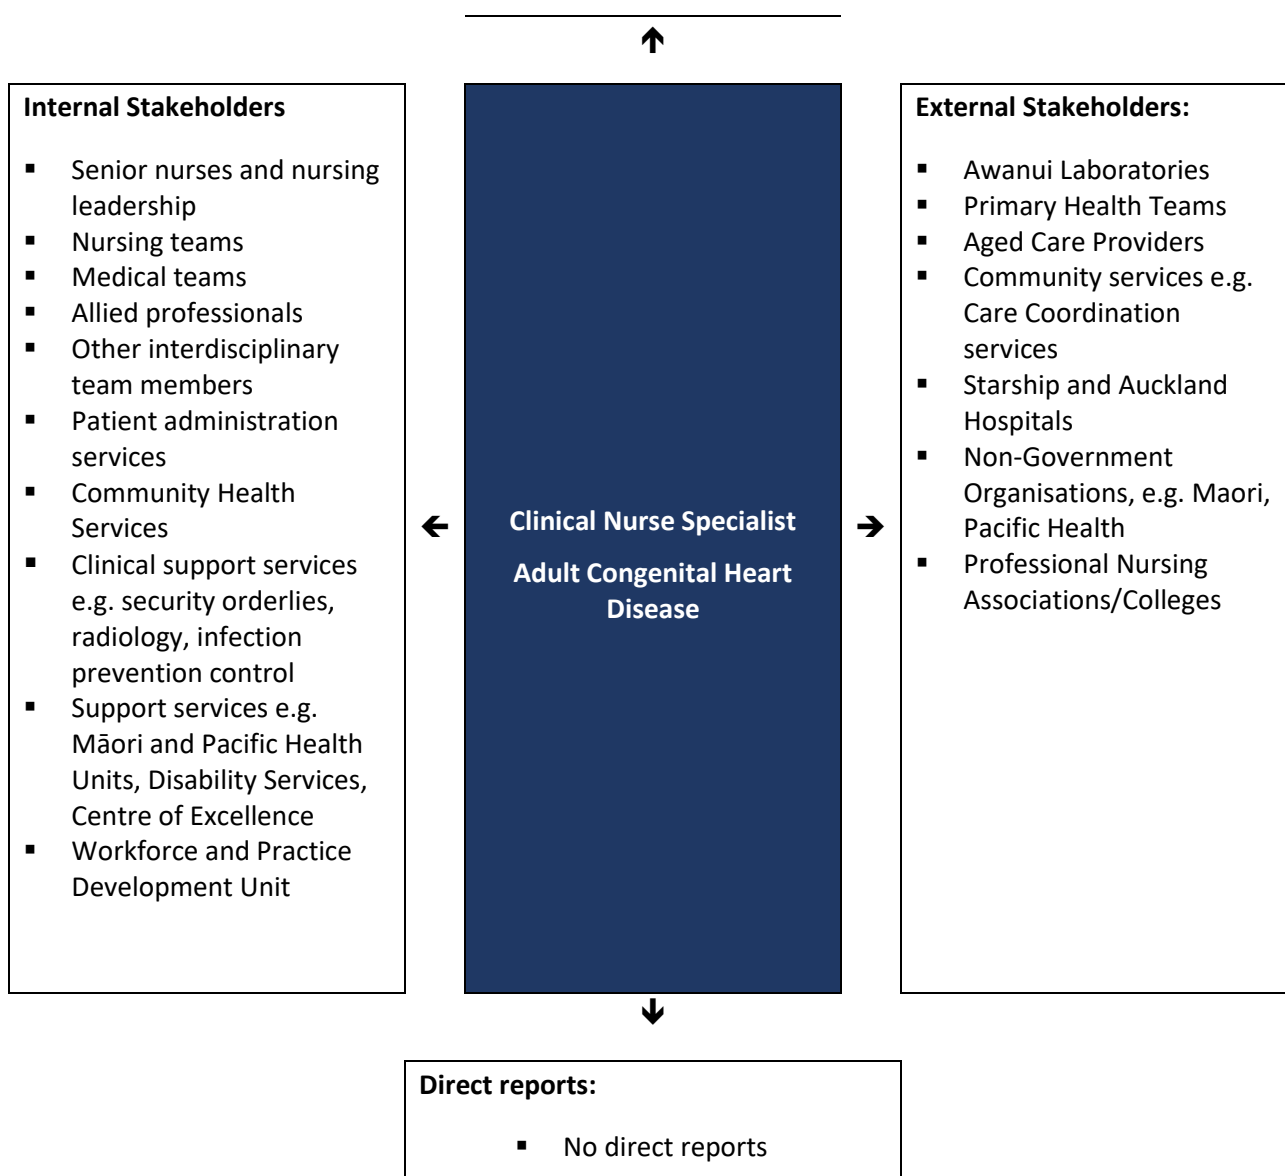 Internal Stakeholders
▪ Senior nurses and nursing
leadership
▪ Nursing teams
▪ Medical teams
▪ Allied professionals
▪ Other interdisciplinary
team members
▪ Patient administration
services
▪ Community Health
Services
▪ Clinical support services
e.g. security orderlies,
radiology, infection
prevention control
▪ Support services e.g.
Māori and Pacific Health
Units, Disability Services,
Centre of Excellence
▪ Workforce and Practice
Development Unit
Clinical Nurse Specialist
Adult Congenital Heart
Disease
External Stakeholders:
▪ Awanui Laboratories
▪ Primary Health Teams
▪ Aged Care Providers
▪ Community services e.g.
Care Coordination
services
▪ Starship and Auckland
Hospitals
▪ Non-Government
Organisations, e.g. Maori,
Pacific Health
▪ Professional Nursing
Associations/Colleges
Direct reports:
▪ No direct reports